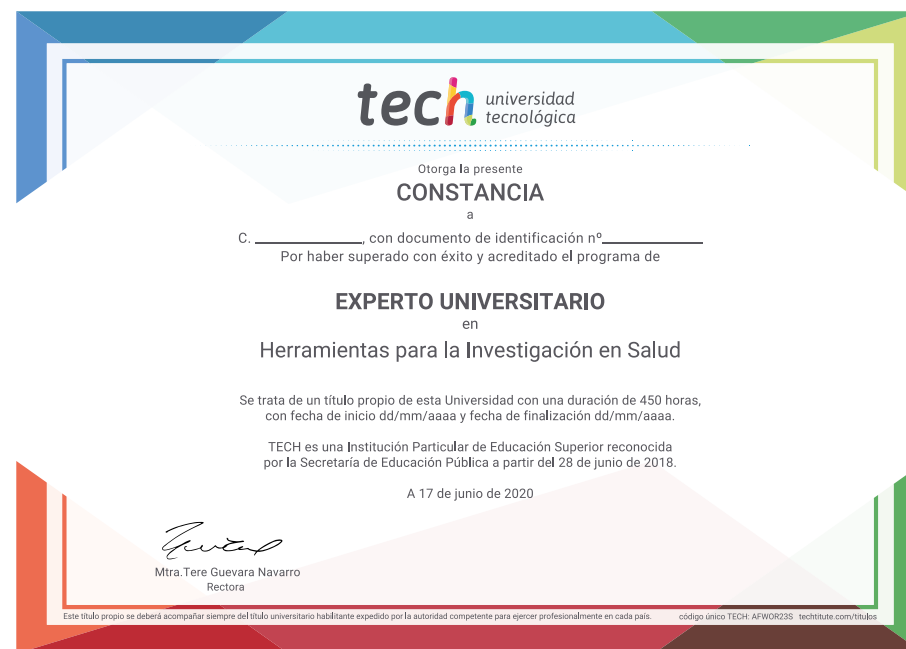 tech universidad
tecnológica
Otorga la presente
CONSTANCIA
a
C. ____________, con documento de identificación nº____________
Por haber superado con éxito y acreditado el programa de
EXPERTO UNIVERSITARIO
en
Herramientas para la Investigación en Salud
Se trata de un título propio de esta Universidad con una duración de 450 horas,
con fecha de inicio dd/mm/aaaa y fecha de finalización dd/mm/aaaa.
TECH es una Institución Particular de Educación Superior reconocida
por la Secretaría de Educación Pública a partir del 28 de junio de 2018.
A 17 de junio de 2020
Mtra.Tere Guevara Navarro
Rectora
Este título propio se deberá acompañar siempre del título universitario habilitante expedido por la autoridad competente para ejercer profesionalmente en cada país. código único TECH: AFWOR23S techtitute.com/titulos